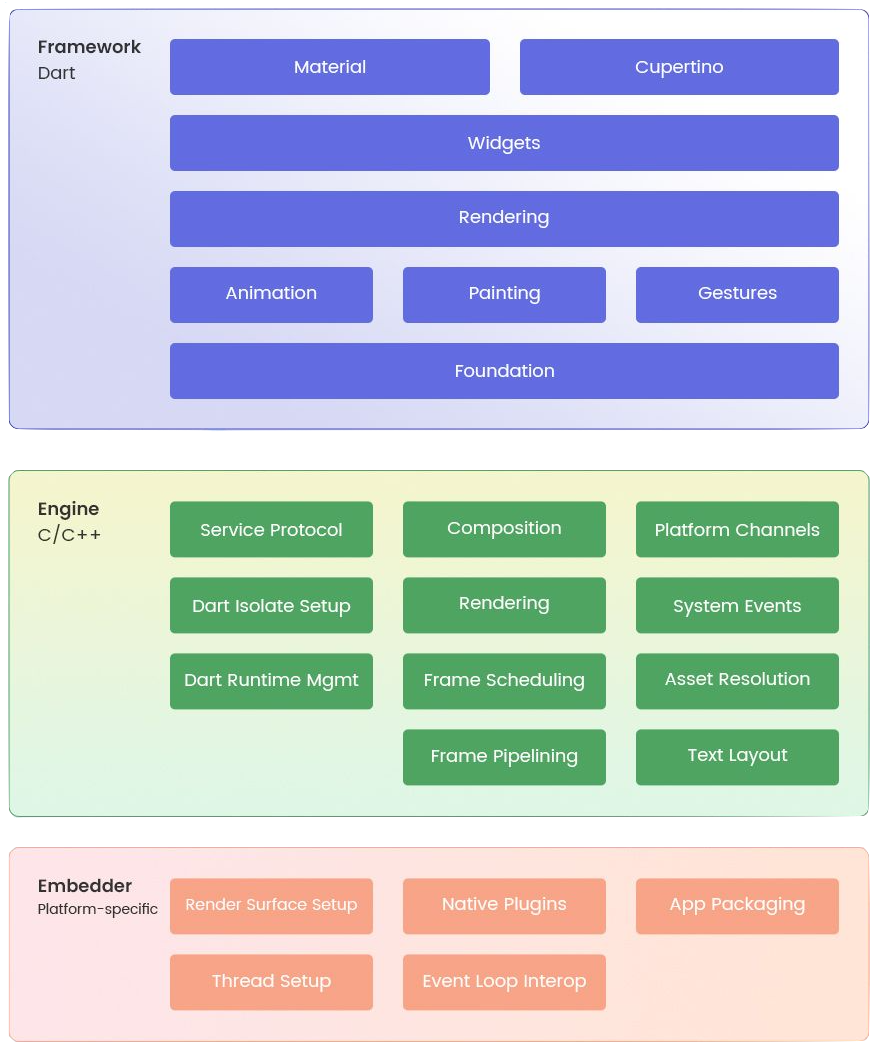 Framework
Dart
Material
Cupertino
Widgets
Rendering
Animation
Painting
Gestures
Foundation
Engine
C/C++
Service Protocol
Composition
Platform Channels
Dart Isolate Setup
Rendering
System Events
Dart Runtime Mgmt
Frame Scheduling
Asset Resolution
Frame Pipelining
Text Layout
Embedder
Platform-specific
Render Surface Setup
Native Plugins
App Packaging
Thread Setup
Event Loop Interop